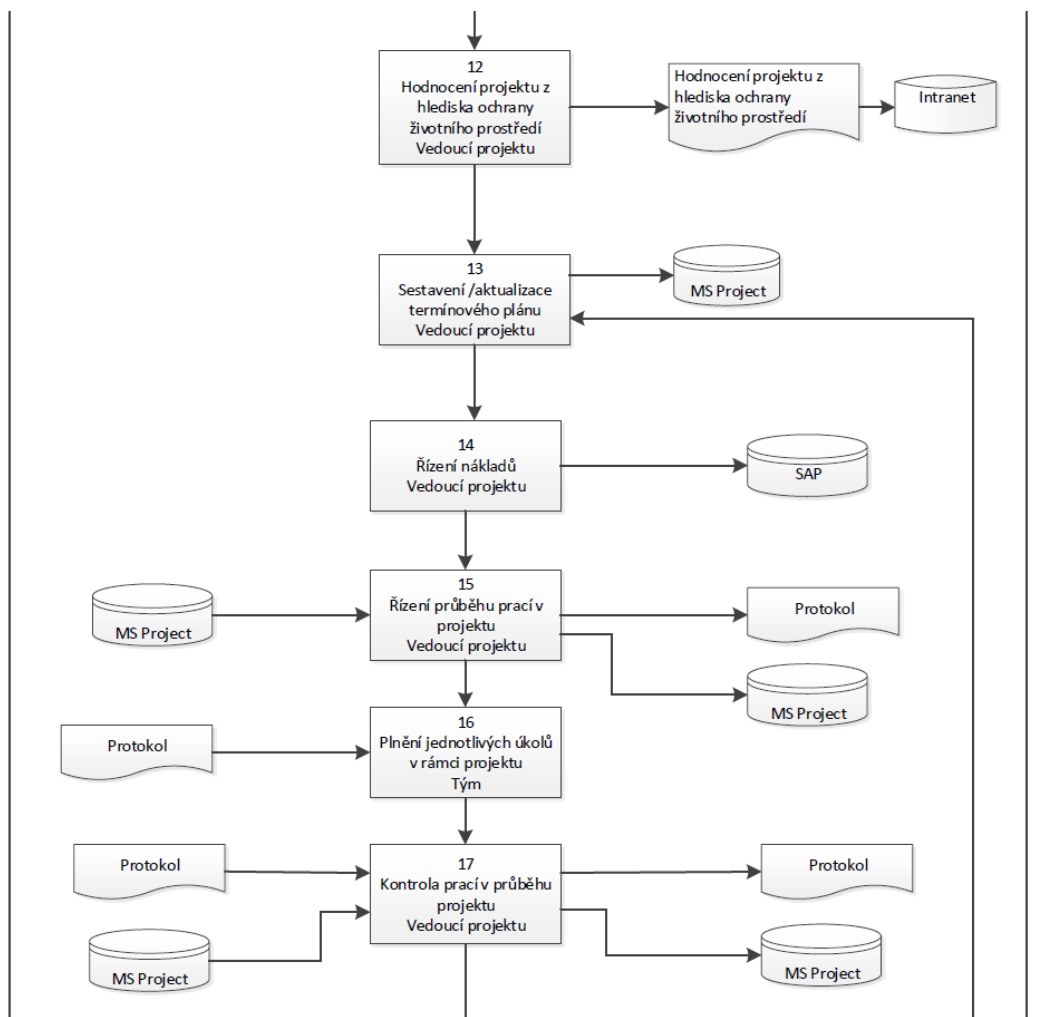 12
Hodnocení projektu z
hlediska ochrany
životního prostředí
Vedoucí projektu
Hodnocení projektu z
hlediska ochrany
životního prostředí
Intranet
13
Sestavení /aktualizace
termínového plánu
Vedoucí projektu
MS Project
14
Řízení nákladů
Vedoucí projektu
SAP
MS Project
15
Řízení průběhu prací v
projektu
Vedoucí projektu
Protokol
MS Project
Protokol
16
Plnění jednotlivých úkolů
v rámci projektu
Tým
Protokol
MS Project
17
Kontrola prací v průběhu
projektu
Vedoucí projektu
Protokol
MS Project